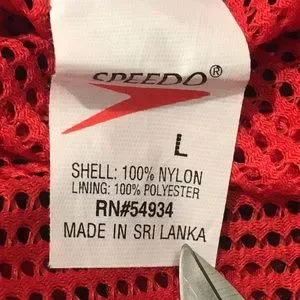 SPEEDO®
L
SHELL: 100% NYLON
LINING: 100% POLYESTER
RN#54934
MADE IN SRI LANKA